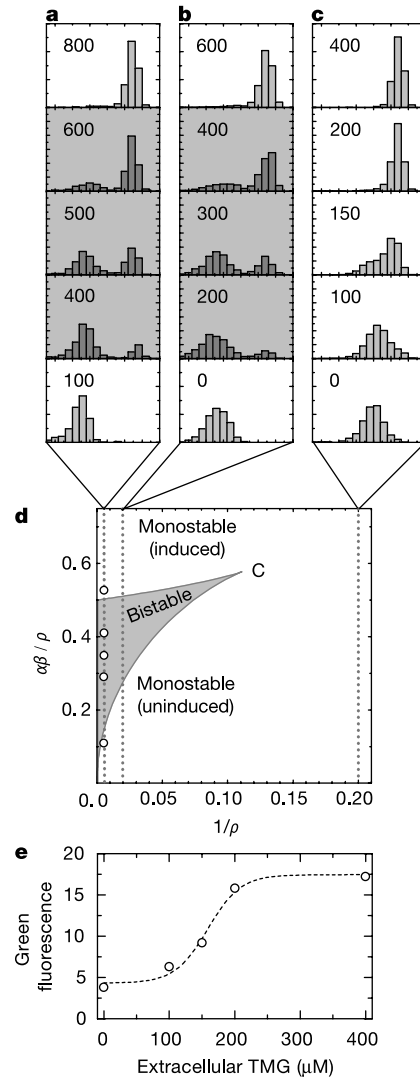 a
b
c
800
600
500
400
100
600
400
300
200
0
400
200
150
100
0
d
Monostable
(induced)
C
Bistable
Monostable
(uninduced)
αβ / ρ
0.6
0.4
0.2
0.0
0.05
0.10
0.15
0.20
1/ρ
e
Green
fluorescence
20
15
10
5
0
0
100
200
300
400
Extracellular TMG (μM)